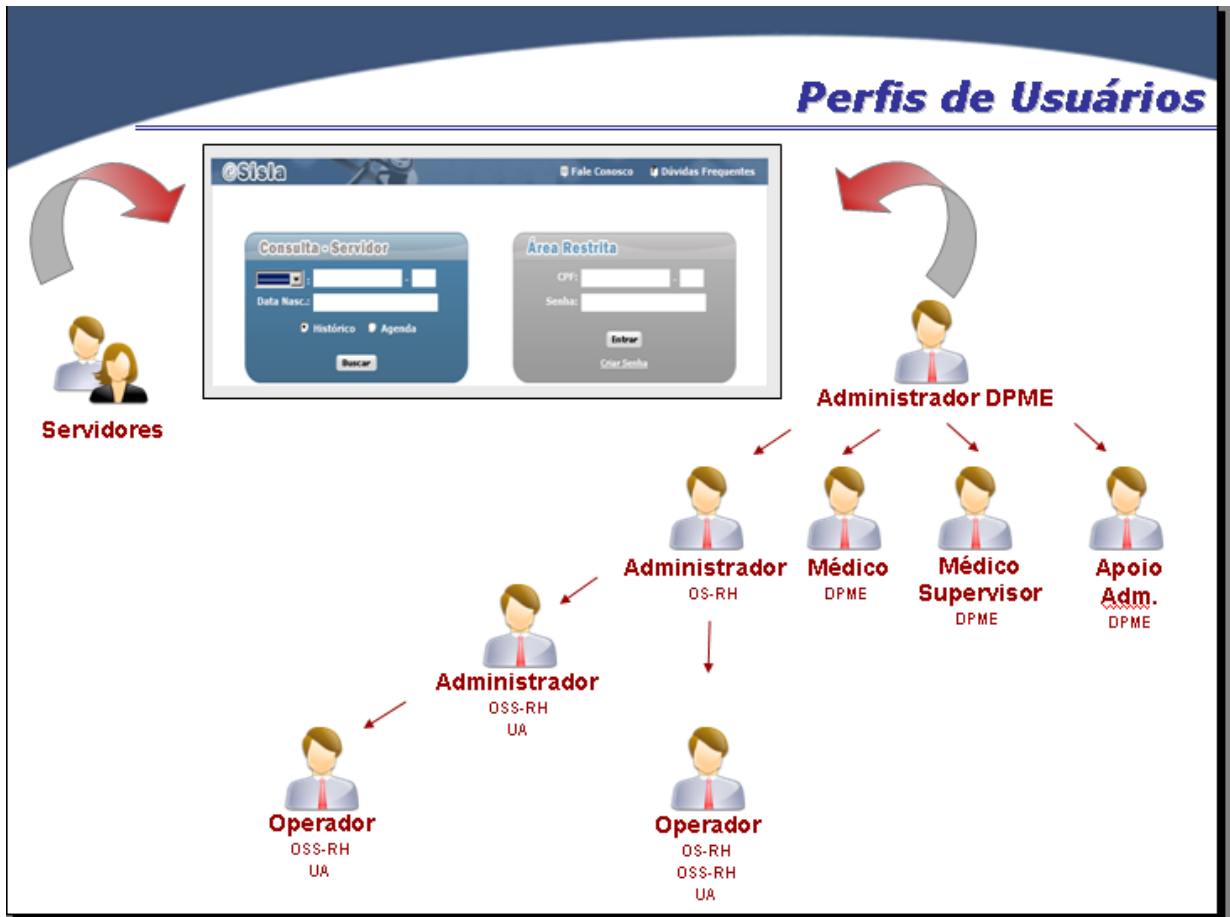 Perfis de Usuários
eSisla
Fale Conosco Dúvidas Frequentes
Consulta - Servidor
: -
Data Nasc.:
Histórico Agenda
Buscar
Área Restrita
CPF: -
Senha:
Entrar
Criar Senha
Servidores
Administrador DPME
Administrador
OS-RH
Médico
DPME
Médico
Supervisor
DPME
Apoio
Adm.
DPME
Administrador
OSS-RH
UA
Operador
OSS-RH
UA
Operador
OS-RH
OSS-RH
UA